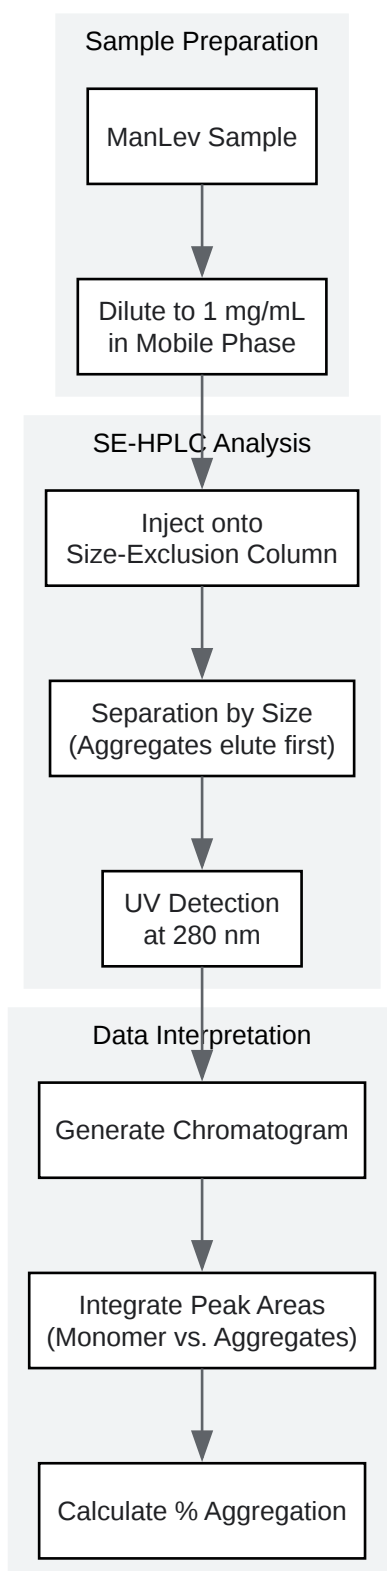 Sample Preparation
ManLev Sample
Dilute to 1 mg/mL
in Mobile Phase
SE-HPLC Analysis
Inject onto
Size-Exclusion Column
Separation by Size
(Aggregates elute first)
UV Detection
at 280 nm
Data Interpretation
Generate Chromatogram
Integrate Peak Areas
(Monomer vs. Aggregates)
Calculate % Aggregation